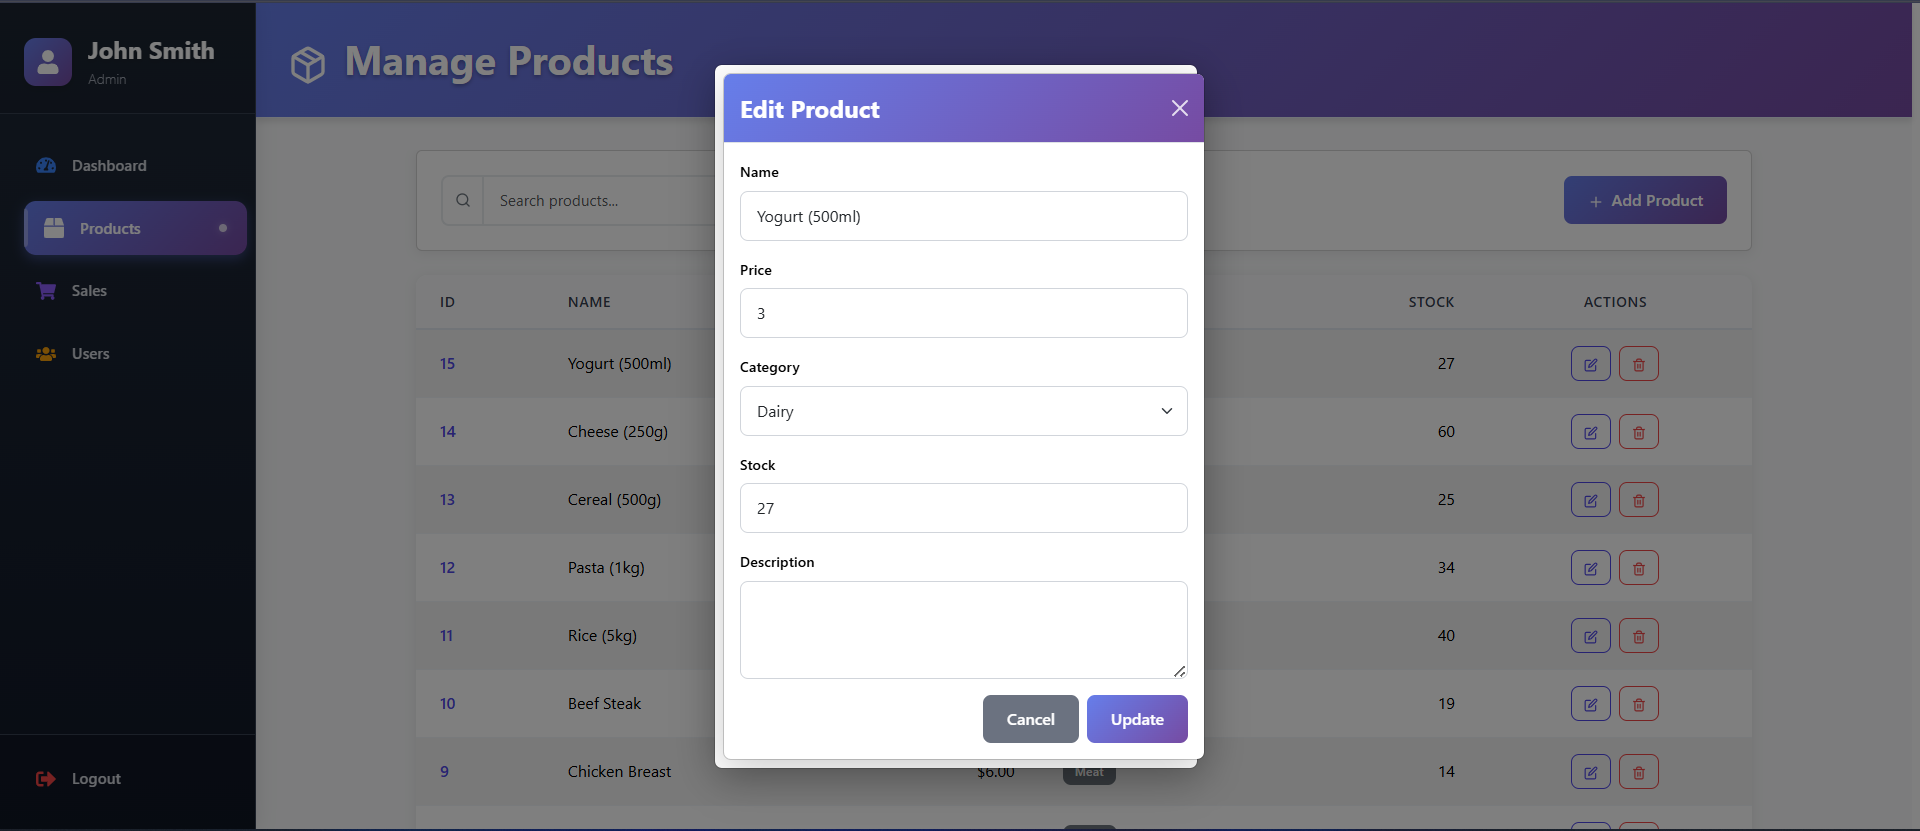 John Smith
Admin
Dashboard
Products
Sales
Users
Logout
Manage Products
Search products...
Add Product
ID NAME STOCK ACTIONS
15 Yogurt (500ml) 27
14 Cheese (250g) 60
13 Cereal (500g) 25
12 Pasta (1kg) 34
11 Rice (5kg) 40
10 Beef Steak 19
9 Chicken Breast $6.00 Meat 14
Edit Product
Name
Yogurt (500ml)
Price
3
Category
Dairy
Stock
27
Description
Cancel Update